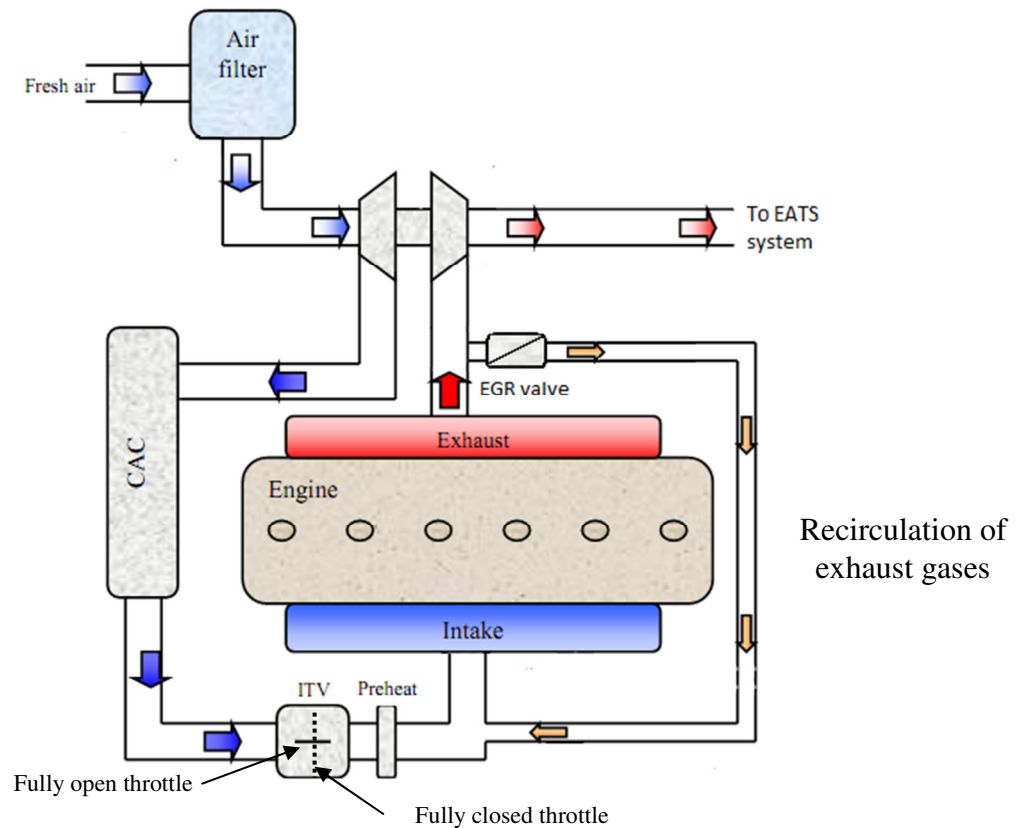 Air
filter
Fresh air
To EATS
system
EGR valve
Exhaust
CAC
Engine
Recirculation of
exhaust gases
Intake
ITV
Preheat
Fully open throttle
Fully closed throttle